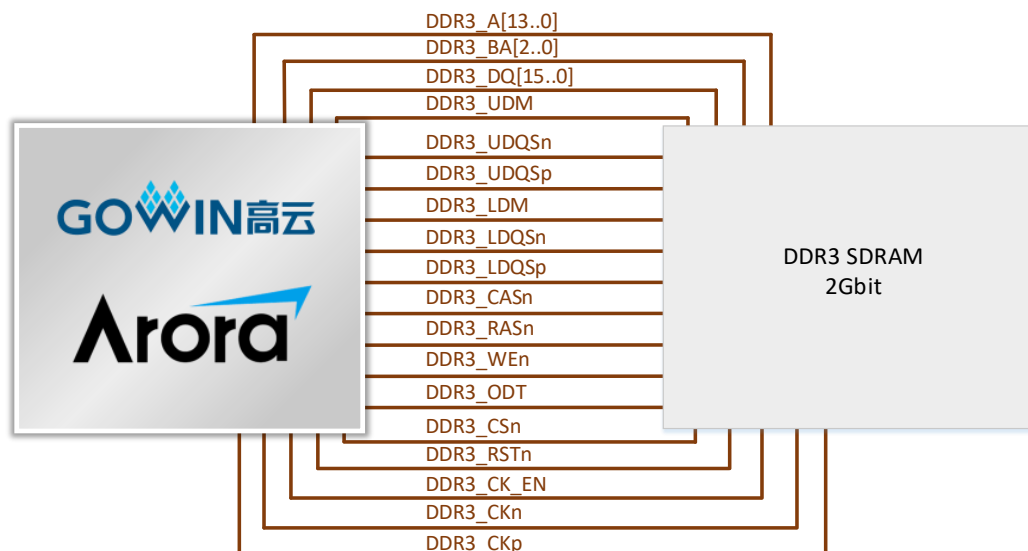 DDR3_A[13..0]
DDR3_BA[2..0]
DDR3_DQ[15..0]
DDR3_UDM
DDR3_UDQSn
DDR3_UDQSp
DDR3_LDM
DDR3_LDQSn
DDR3_LDQSp
DDR3_CASn
DDR3_RASn
DDR3_WEn
DDR3_ODT
DDR3_CSn
DDR3_RSTn
DDR3_CK_EN
DDR3_CKn
DDR3_CKp
GOWIN高云
Arora
DDR3 SDRAM
2Gbit